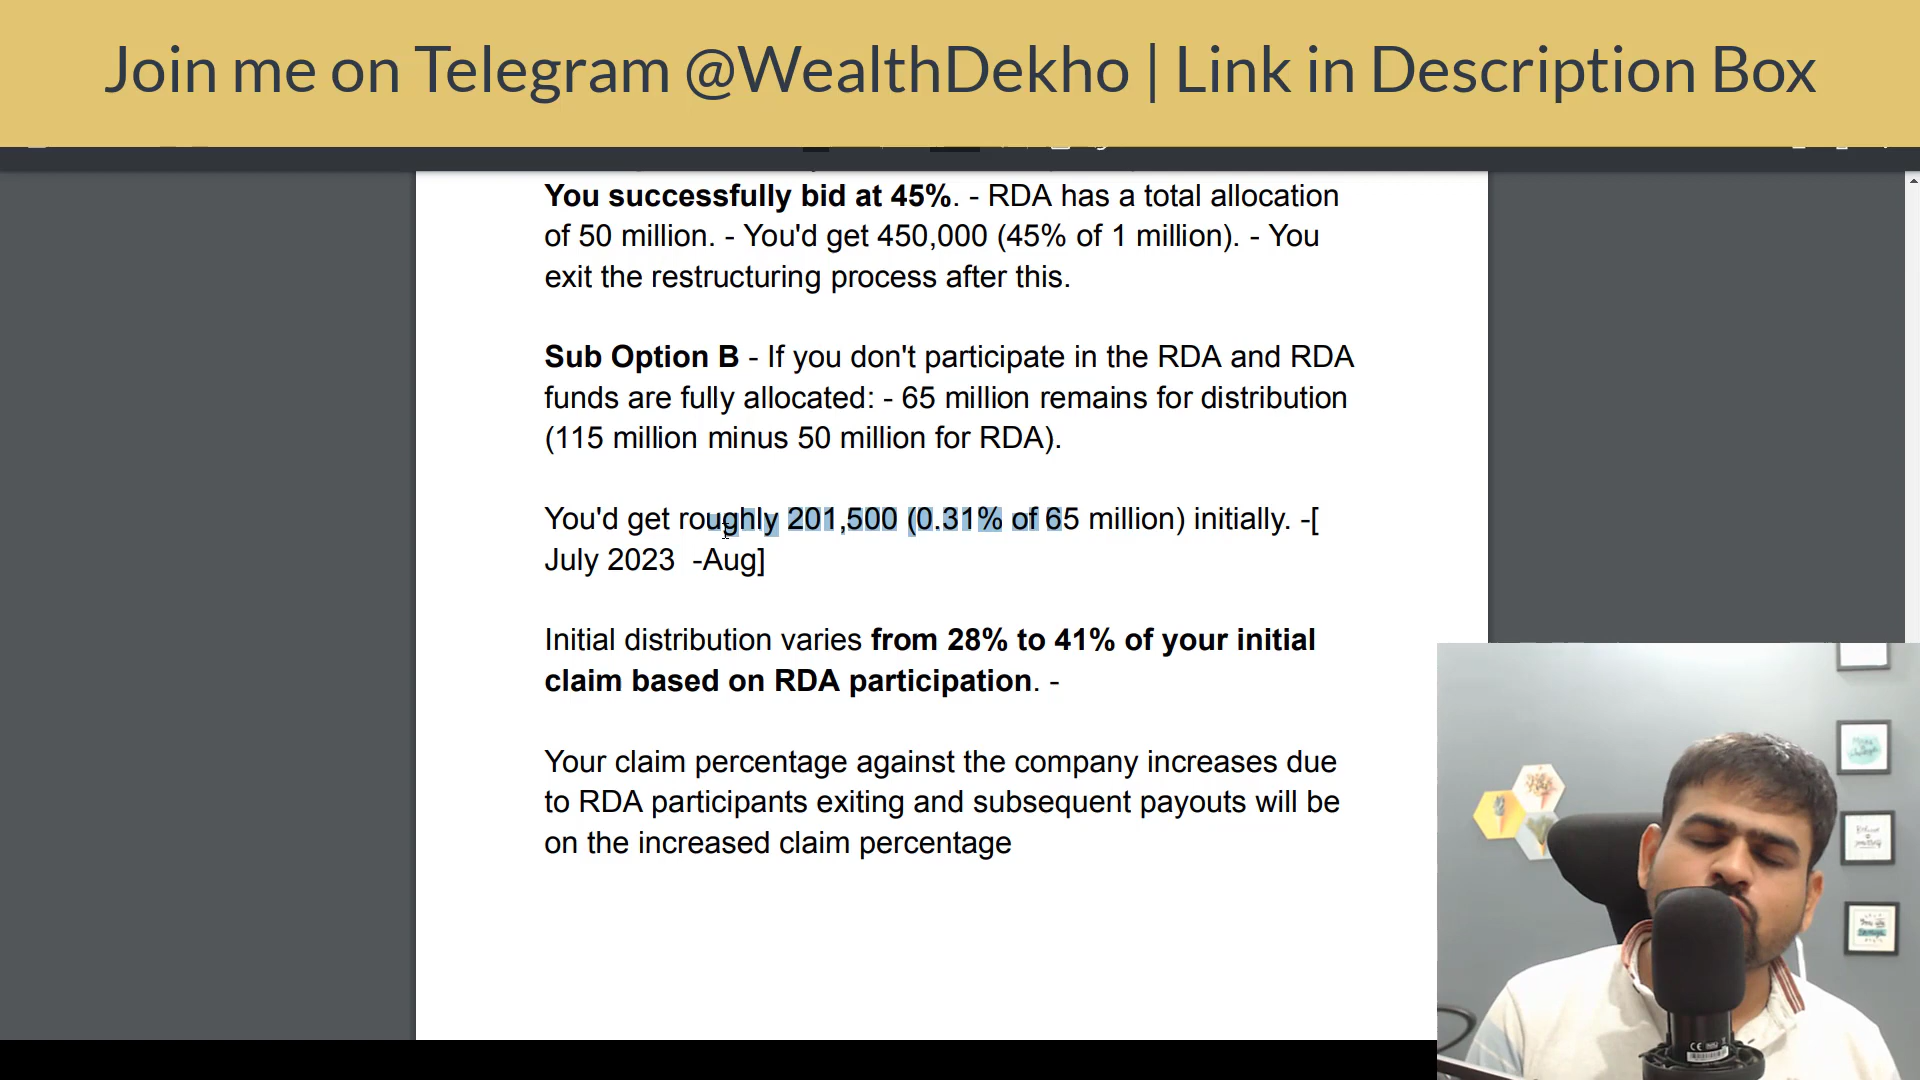 Join me on Telegram @WealthDekho | Link in Description Box
You successfully bid at 45%. - RDA has a total allocation
of 50 million. - You'd get 450,000 (45% of 1 million). - You
exit the restructuring process after this.
Sub Option B - If you don't participate in the RDA and RDA
funds are fully allocated: - 65 million remains for distribution
(115 million minus 50 million for RDA).
You'd get roughly 201,500 (0.31% of 65 million) initially. -[
July 2023  -Aug]
Initial distribution varies from 28% to 41% of your initial
claim based on RDA participation. -
Your claim percentage against the company increases due
to RDA participants exiting and subsequent payouts will be
on the increased claim percentage